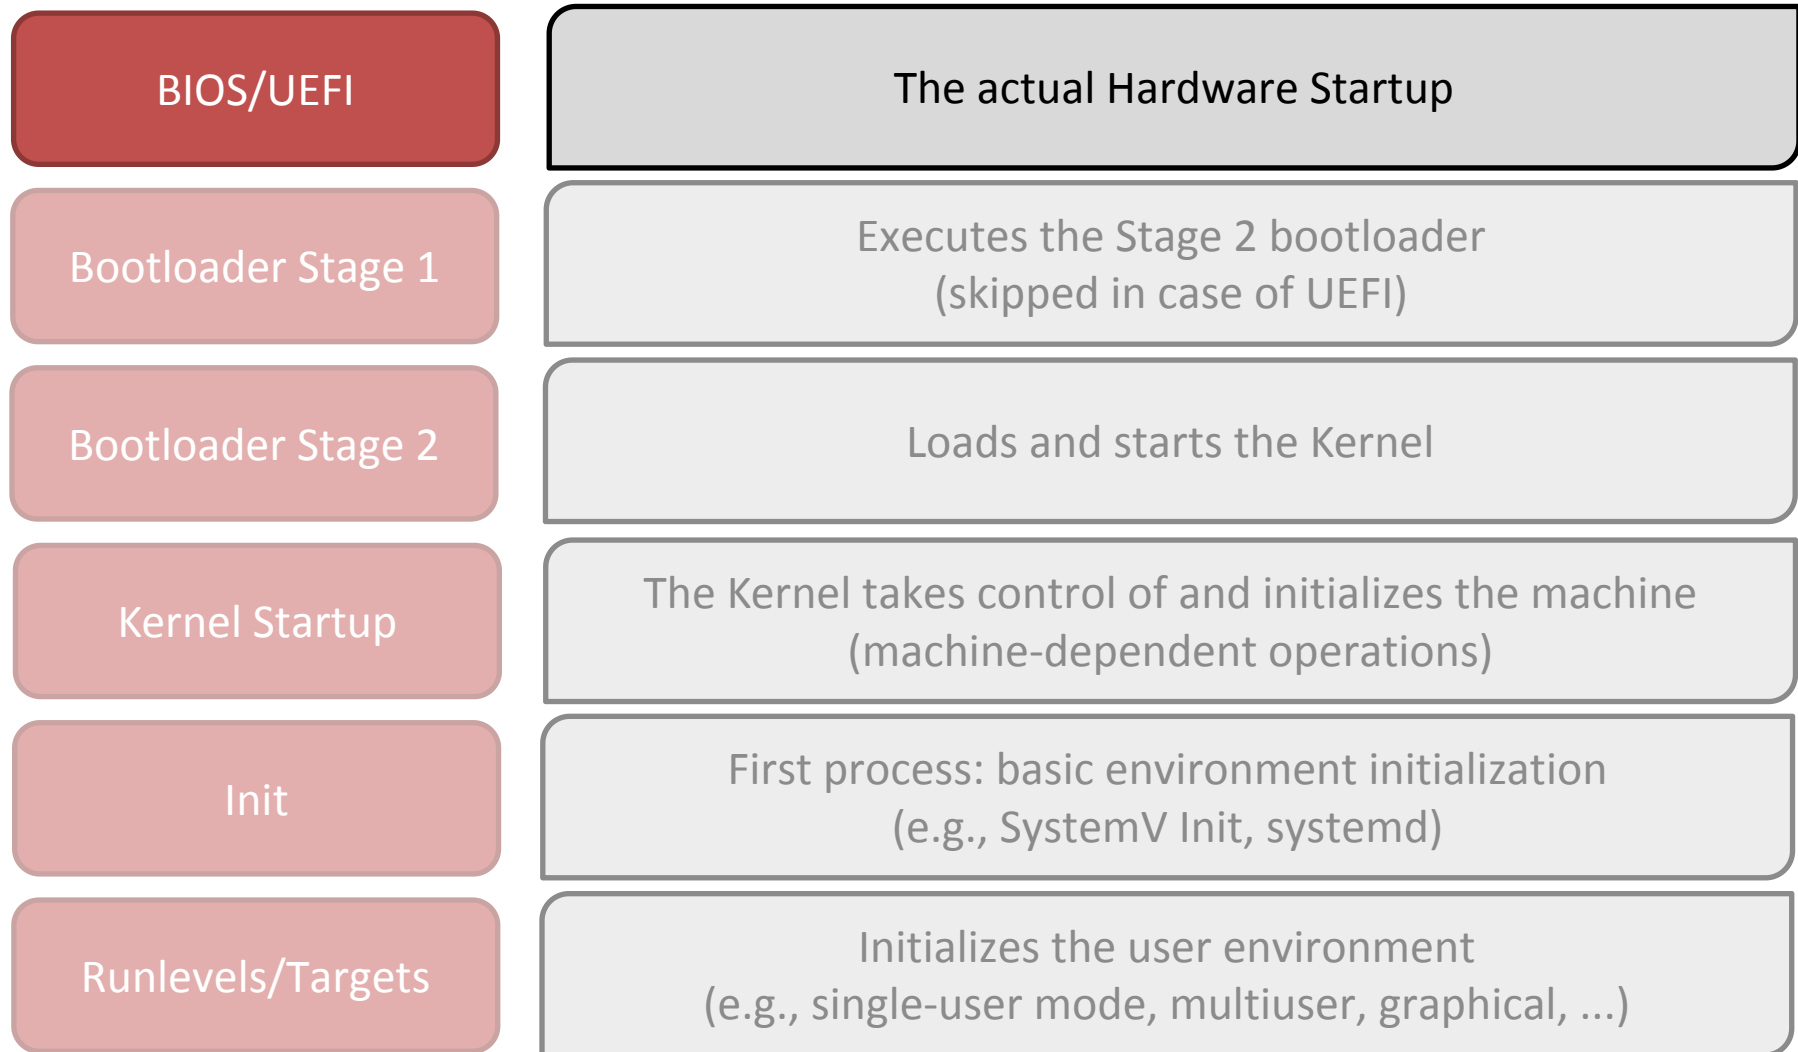 BIOS/UEFI
The actual Hardware Startup
Bootloader Stage 1
Executes the Stage 2 bootloader
(skipped in case of UEFI)
Bootloader Stage 2
Loads and starts the Kernel
Kernel Startup
The Kernel takes control of and initializes the machine
(machine-dependent operations)
Init
First process: basic environment initialization
(e.g., SystemV Init, systemd)
Runlevels/Targets
Initializes the user environment
(e.g., single-user mode, multiuser, graphical, ...)